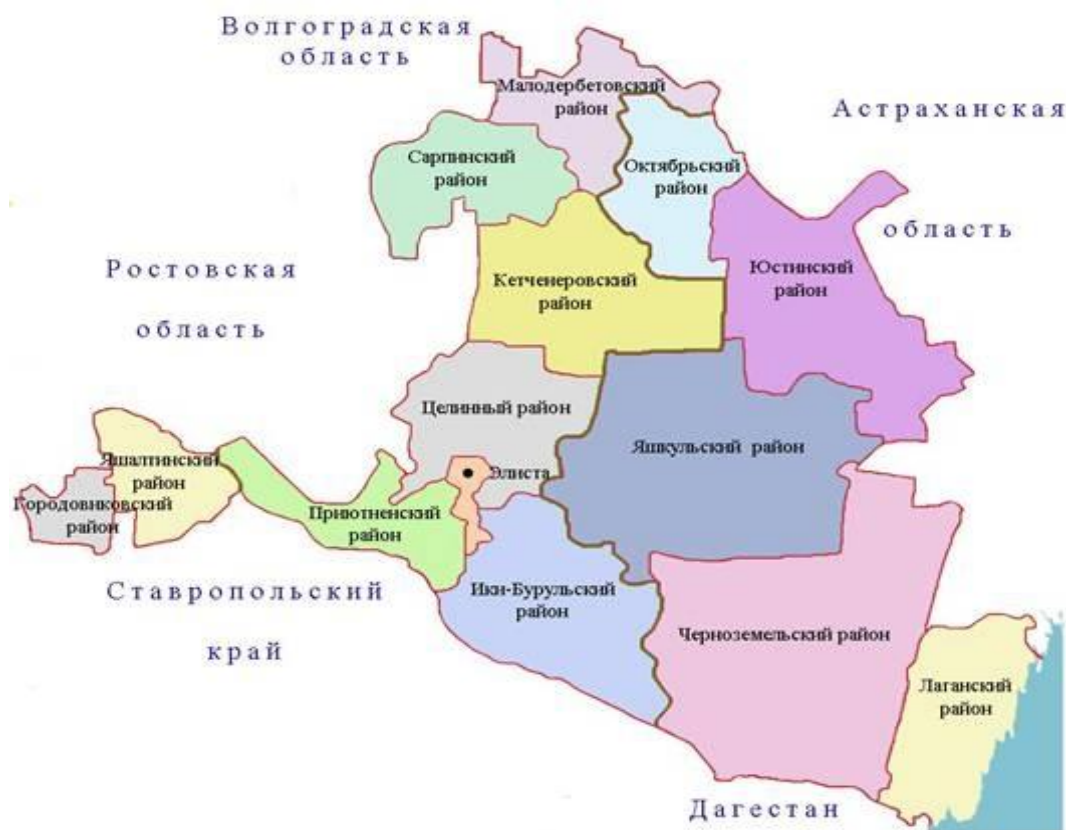 Волгоградская
область
Малодербетовский
район
Астраханская
область
Сарпинский
район
Октябрьский
район
Ростовская
область
Кетченеровский
район
Юстинский
район
Целинный район
Яшкульский район
Элиста
Яшалтинский
район
Городовиковский
район
Приютненский
район
Ставропольский
край
Ики-Бурульский
район
Черноземельский район
Лаганский
район
Дагестан